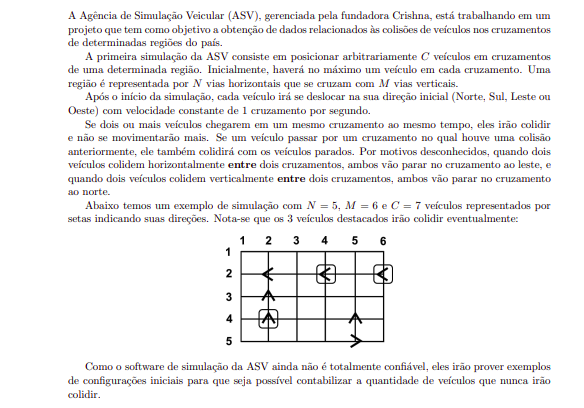 A Agência de Simulação Veicular (ASV), gerenciada pela fundadora Crishna, está trabalhando em um
projeto que tem como objetivo a obtenção de dados relacionados às colisões de veículos nos cruzamentos
de determinadas regiões do país.
A primeira simulação da ASV consiste em posicionar arbitrariamente C veículos em cruzamentos
de uma determinada região. Inicialmente, haverá no máximo um veículo em cada cruzamento. Uma
região é representada por N vias horizontais que se cruzam com M vias verticais.
Após o início da simulação, cada veículo irá se deslocar na sua direção inicial (Norte, Sul, Leste ou
Oeste) com velocidade constante de 1 cruzamento por segundo.
Se dois ou mais veículos chegarem em um mesmo cruzamento ao mesmo tempo, eles irão colidir
e não se movimentarão mais. Se um veículo passar por um cruzamento no qual houve uma colisão
anteriormente, ele também colidirá com os veículos parados. Por motivos desconhecidos, quando dois
veículos colidem horizontalmente entre dois cruzamentos, ambos vão parar no cruzamento ao leste, e
quando dois veículos colidem verticalmente entre dois cruzamentos, ambos vão parar no cruzamento
ao norte.
Abaixo temos um exemplo de simulação com N = 5, M = 6 e C = 7 veículos representados por
setas indicando suas direções. Nota-se que os 3 veículos destacados irão colidir eventualmente:
1 2 3 4 5 6
1
2
3
4
5
Como o software de simulação da ASV ainda não é totalmente confiável, eles irão prover exemplos
de configurações iniciais para que seja possível contabilizar a quantidade de veículos que nunca irão
colidir.